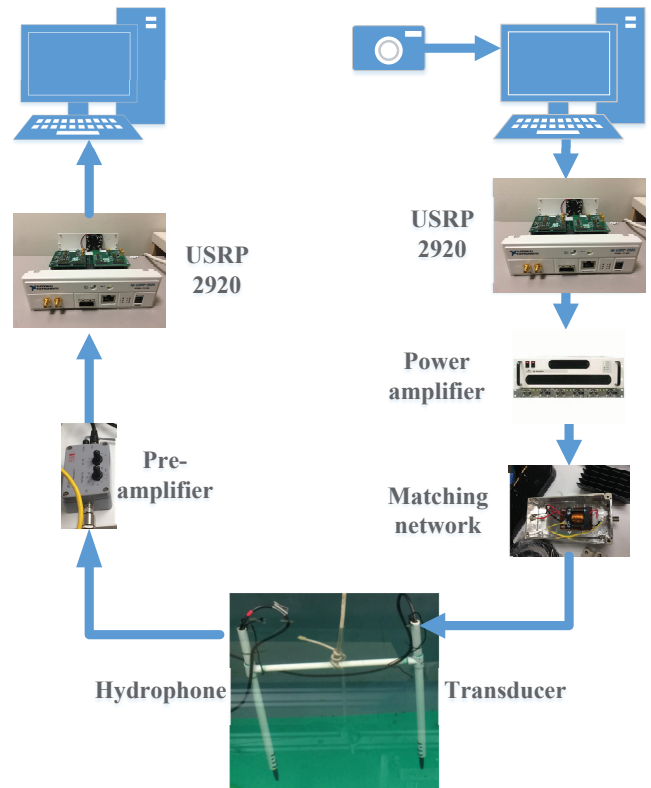 USRP
2920
USRP
2920
Power
amplifier
Pre-
amplifier
Matching
network
Hydrophone
Transducer